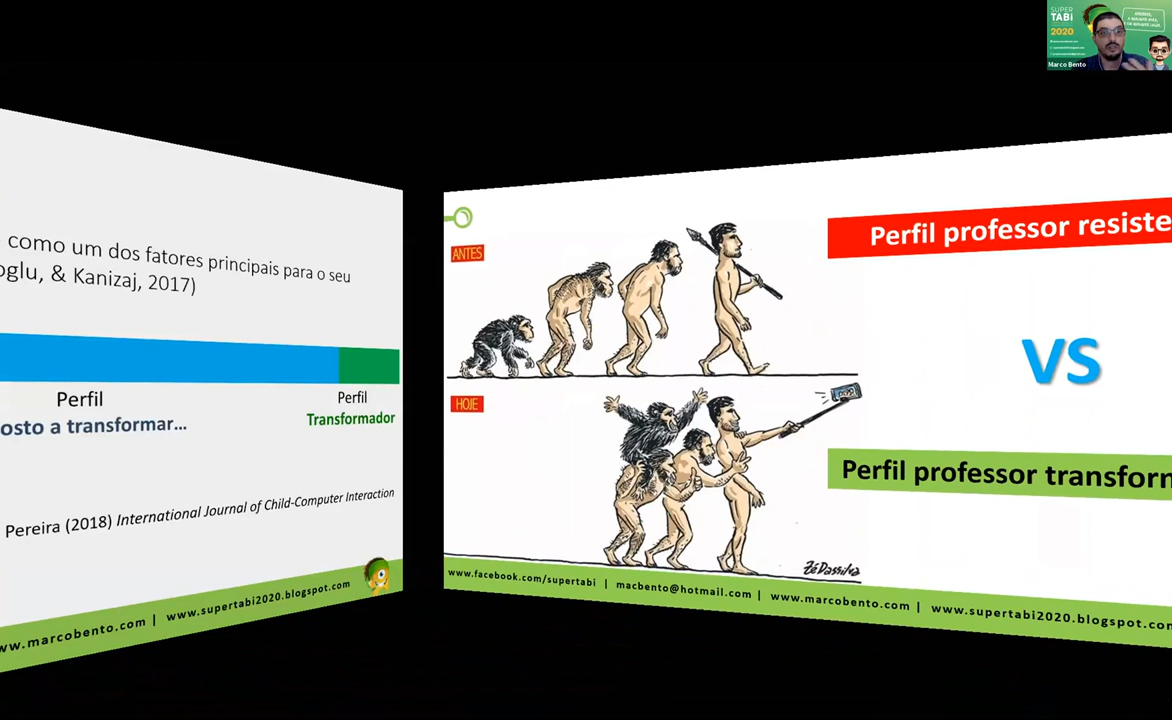 SUPER
TABi
2020
Marco Bento
como um dos fatores principais para o seu
oglu, & Kanizaj, 2017)
Perfil
osto a transformar...
Perfil
Transformador
Pereira (2018) International Journal of Child-Computer Interaction
ww.marcobento.com | www.supertabi2020.blogspot.com
ANTES
HOJE
ZéDassilva
Perfil professor resiste
VS
Perfil professor transform
www.facebook.com/supertabi | macbento@hotmail.com | www.marcobento.com | www.supertabi2020.blogspot.com